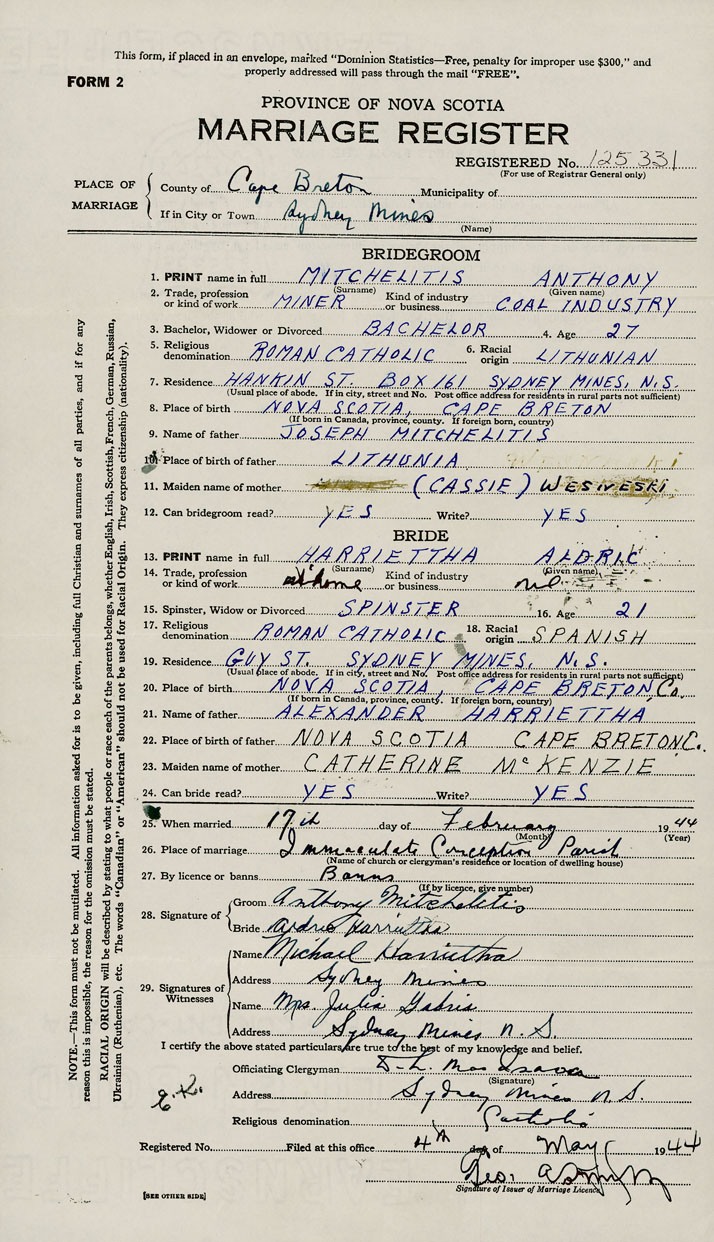 This form, if placed in an envelope, marked "Dominion Statistics—Free, penalty for improper use $300," and
properly addressed will pass through the mail "FREE".
FORM 2
PROVINCE OF NOVA SCOTIA
MARRIAGE REGISTER
REGISTERED No. 125331
(For use of Registrar General only)
PLACE OF MARRIAGE
County of Cape Breton Municipality of
If in City or Town Sydney Mines
(Name)
BRIDEGROOM
1. PRINT name in full MITCHELITIS ANTHONY
(Surname) (Given name)
2. Trade, profession or kind of work MINER Kind of industry or business COAL INDUSTRY
3. Bachelor, Widower or Divorced BACHELOR 4. Age 27
5. Religious denomination ROMAN CATHOLIC 6. Racial origin LITHUNIAN
7. Residence HANKIN ST. BOX 161 SYDNEY MINES, N.S.
(Usual place of abode. If in city, street and No. Post office address for residents in rural parts not sufficient)
8. Place of birth NOVA SCOTIA, CAPE BRETON
(If born in Canada, province, county. If foreign born, country)
9. Name of father JOSEPH MITCHELITIS
10. Place of birth of father LITHUNIA
11. Maiden name of mother (CASSIE) WESIVESKI
12. Can bridegroom read? YES Write? YES
BRIDE
13. PRINT name in full HARRIETTHA ALDRIC
(Surname) (Given name)
14. Trade, profession or kind of work at home Kind of industry or business nil
15. Spinster, Widow or Divorced SPINSTER 16. Age 21
17. Religious denomination ROMAN CATHOLIC 18. Racial origin SPANISH
19. Residence GUY ST. SYDNEY MINES, N.S.
(Usual place of abode. If in city, street and No. Post office address for residents in rural parts not sufficient)
20. Place of birth NOVA SCOTIA, CAPE BRETON Co.
(If born in Canada, province, county. If foreign born, country)
21. Name of father ALEXANDER HARRIETTHA
22. Place of birth of father NOVA SCOTIA CAPE BRETON C.
23. Maiden name of mother CATHERINE McKENZIE
24. Can bride read? YES Write? YES
25. When married 17th day of February 1944
(Month) (Year)
26. Place of marriage Immaculate Conception Parish
(Name of church or clergyman's residence or location of dwelling house)
27. By licence or banns Banns
(If by licence, give number)
28. Signature of
Groom Anthony Mitchelitis
Bride Harriettha
29. Signatures of Witnesses
Name Michael Harriettha
Address Sydney Mines
Name Mrs. Julia
Address Sydney Mines N.S.
I certify the above stated particulars are true to the best of my knowledge and belief.
Officiating Clergyman
(Signature)
Address Sydney Mines N.S.
Religious denomination Catholic
Registered No. Filed at this office 4th day of May 1944
Geo.
Signature of Issuer of Marriage Licence
[SEE OTHER SIDE]
NOTE.—This form must not be mutilated. All information asked for is to be given, including full Christian and surnames of all parties, and if for any
reason this is impossible, the reason for the omission must be stated.
RACIAL ORIGIN will be described by stating to what people or race each of the parents belongs, whether English, Irish, Scottish, French, German, Russian,
Ukrainian (Ruthenian), etc. The words "Canadian" or "American" should not be used for Racial Origin. They express citizenship (nationality).